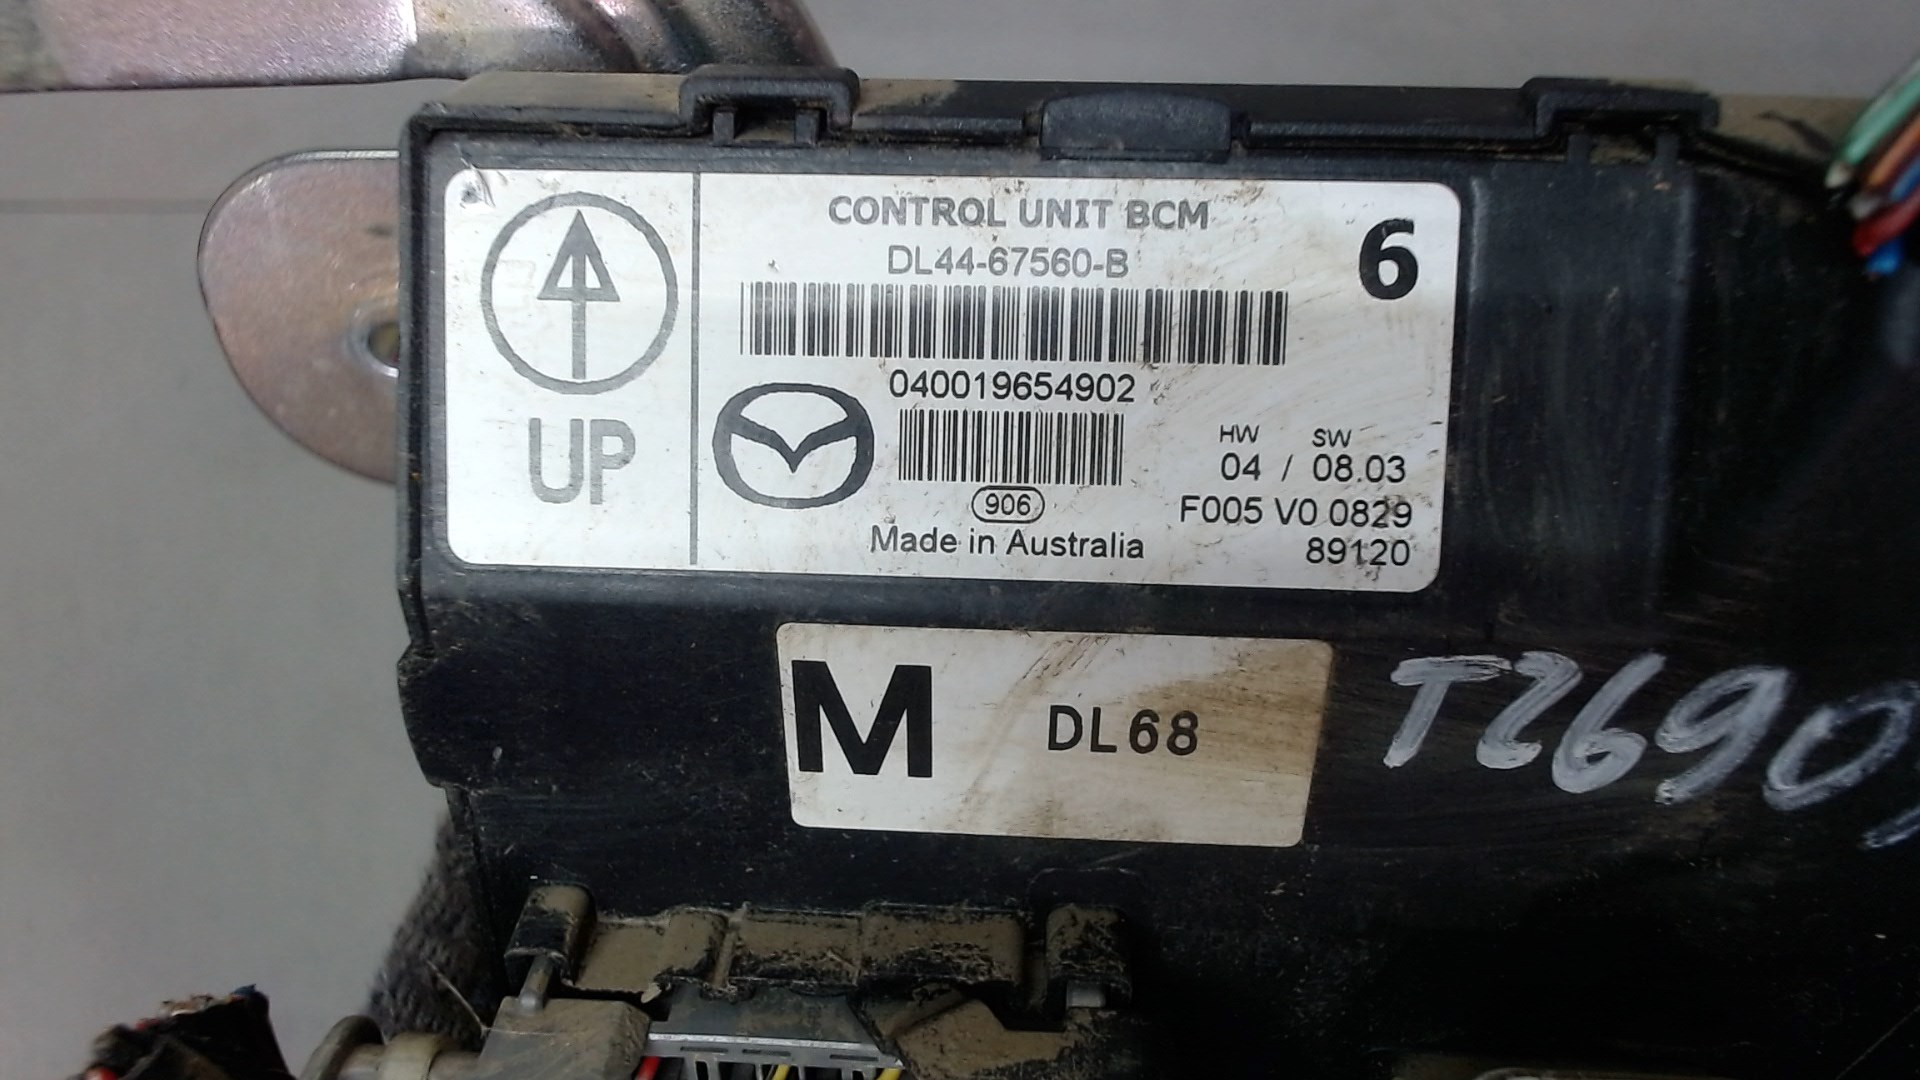 UP
CONTROL UNIT BCM
DL44-67560-B
6
040019654902
906
Made in Australia
HW SW
04 / 08.03
F005 V0 0829
89120
M DL68
T2690